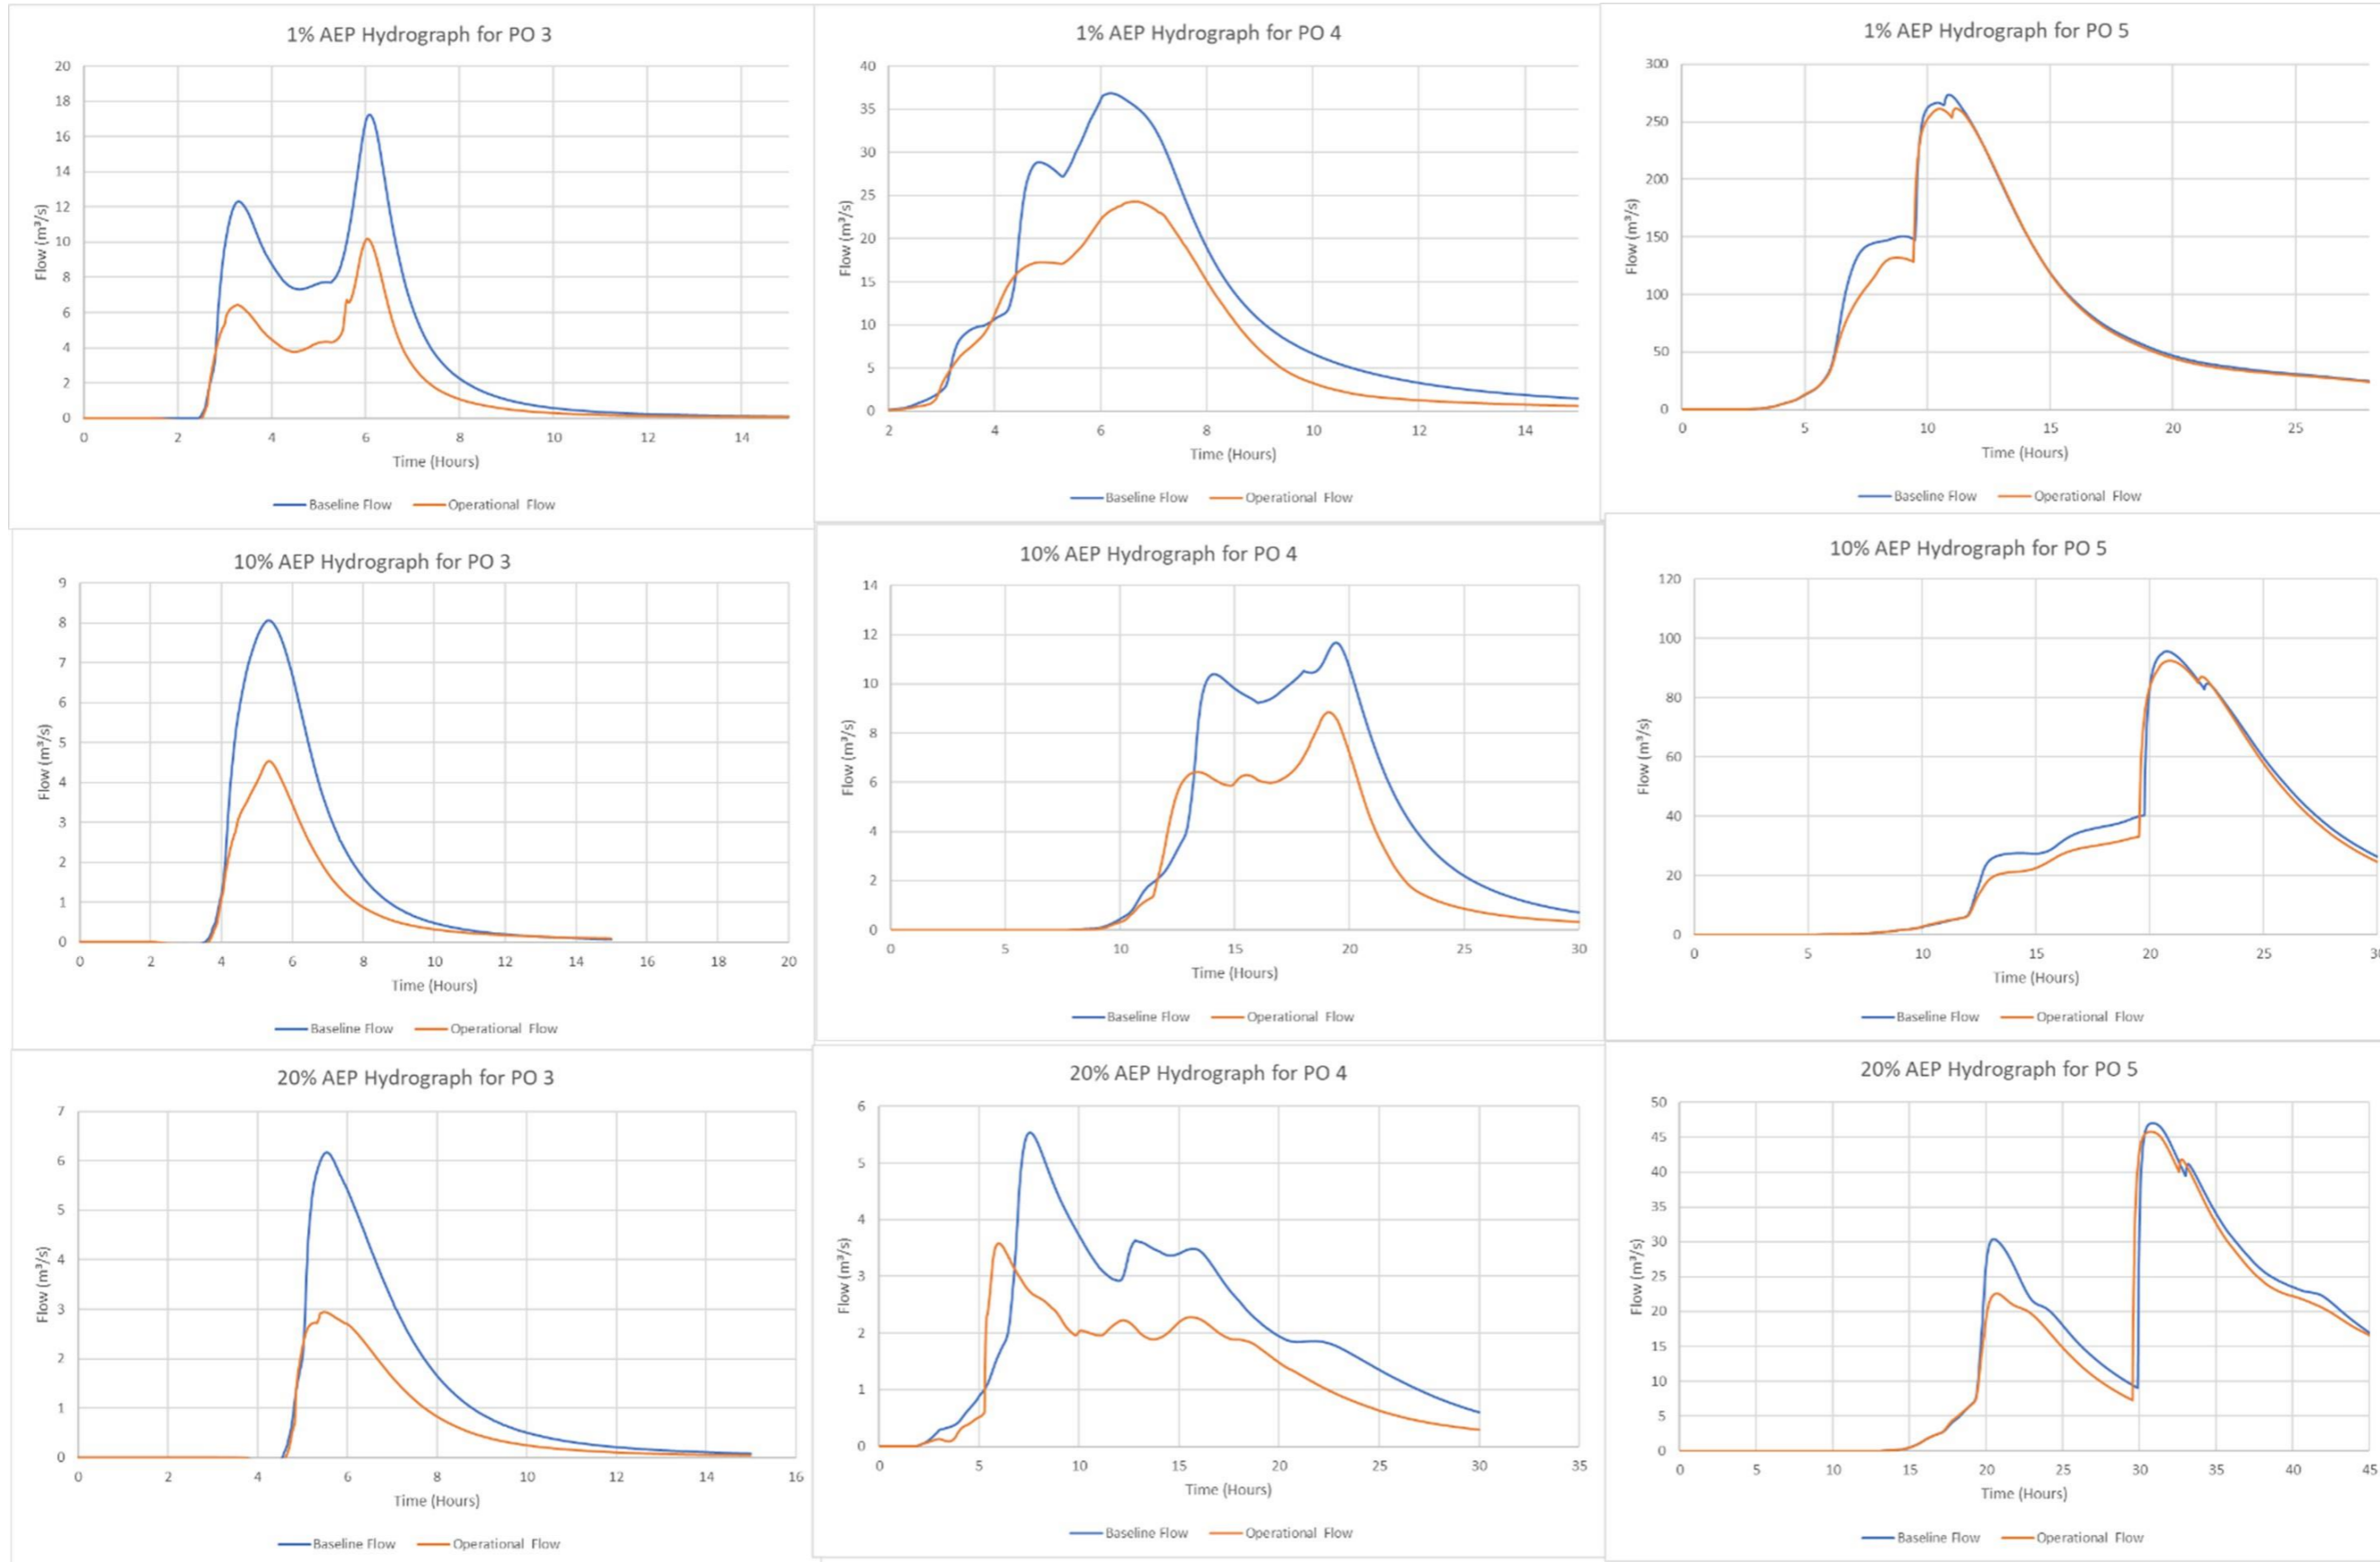 1% AEP Hydrograph for PO 3
20
18
16
14
12
10
8
6
4
2
0
Flow (m³/s)
0 2 4 6 8 10 12 14
Time (Hours)
Baseline Flow Operational Flow
1% AEP Hydrograph for PO 4
40
35
30
25
20
15
10
5
0
Flow (m³/s)
2 4 6 8 10 12 14
Time (Hours)
Baseline Flow Operational Flow
1% AEP Hydrograph for PO 5
300
250
200
150
100
50
0
Flow (m³/s)
0 5 10 15 20 25
Time (Hours)
Baseline Flow Operational Flow
10% AEP Hydrograph for PO 3
9
8
7
6
5
4
3
2
1
0
Flow (m³/s)
0 2 4 6 8 10 12 14 16 18 20
Time (Hours)
Baseline Flow Operational Flow
10% AEP Hydrograph for PO 4
14
12
10
8
6
4
2
0
Flow (m³/s)
0 5 10 15 20 25 30
Time (Hours)
Baseline Flow Operational Flow
10% AEP Hydrograph for PO 5
120
100
80
60
40
20
0
Flow (m³/s)
0 5 10 15 20 25
Time (Hours)
Baseline Flow Operational Flow
20% AEP Hydrograph for PO 3
7
6
5
4
3
2
1
0
Flow (m³/s)
0 2 4 6 8 10 12 14 16
Time (Hours)
Baseline Flow Operational Flow
20% AEP Hydrograph for PO 4
6
5
4
3
2
1
0
Flow (m³/s)
0 5 10 15 20 25 30 35
Time (Hours)
Baseline Flow Operational Flow
20% AEP Hydrograph for PO 5
50
45
40
35
30
25
20
15
10
5
0
Flow (m³/s)
0 5 10 15 20 25 30 35 40 45
Time (Hours)
Baseline Flow Operational Flow